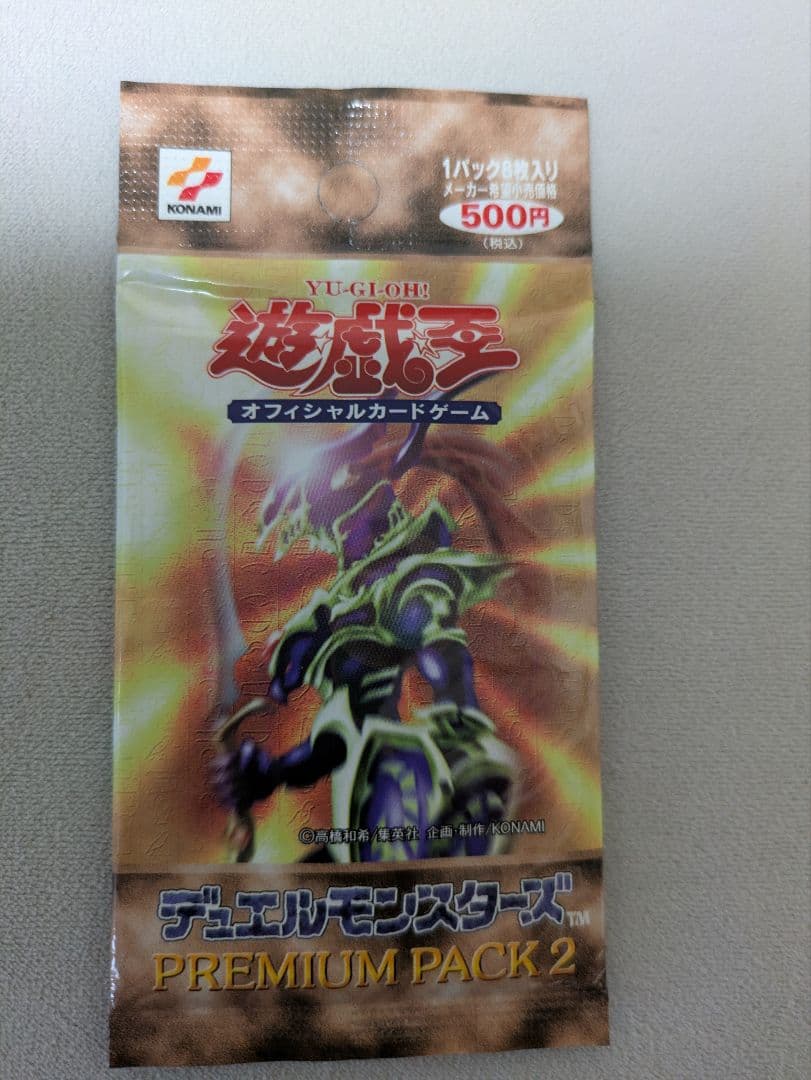 KONAMI
1パック8枚入り
メーカー希望小売価格
500円
(税込)
YU-GI-OH!
遊戯王
オフィシャルカードゲーム
©高橋和希/集英社 企画・制作/KONAMI
デュエルモンスターズ™
PREMIUM PACK 2